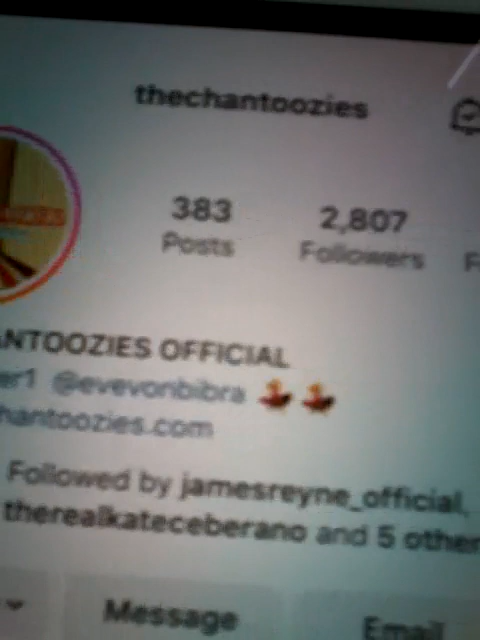 thechantoozies
383 2,807
Posts Followers F
ANTOOZIES OFFICIAL
er1 @evevonbibra 💃💃
hantoozies.com
Followed by jamesreyne_official,
therealkateceberano and 5 other
Message Email